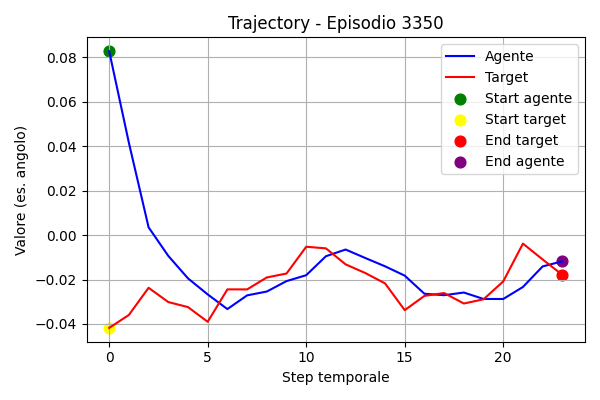 Trajectory - Episodio 3350
Agente
Target
Start agente
Start target
End target
End agente
Valore (es. angolo)
0.08
0.06
0.04
0.02
0.00
−0.02
−0.04
0
5
10
15
20
Step temporale